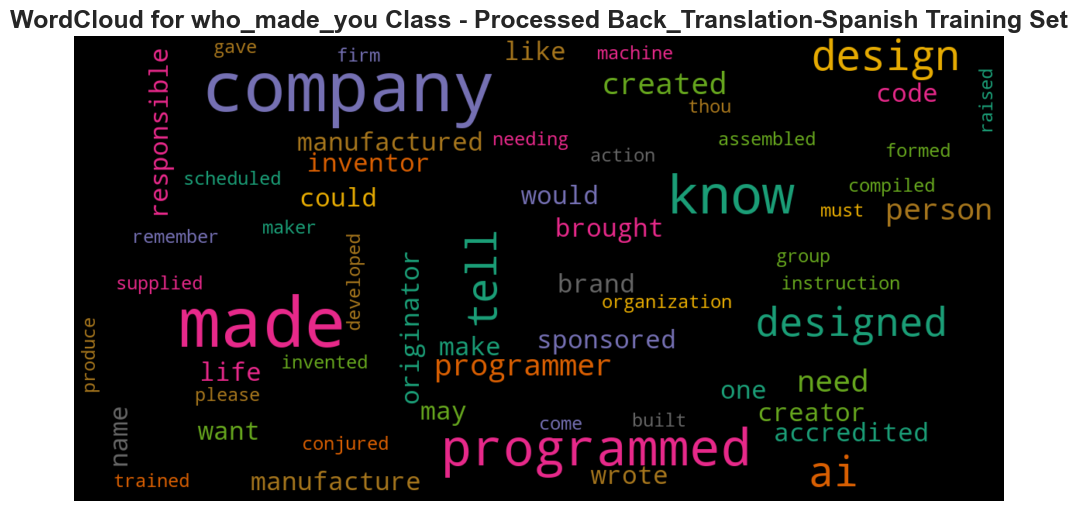 WordCloud for who_made_you Class - Processed Back_Translation-Spanish Training Set
gave
firm
like
machine
design
company
created
code
thou
raised
responsible
manufactured
needing
assembled
inventor
action
formed
scheduled
could
would
know
compiled
must
person
remember
maker
brought
developed
tell
group
supplied
originator
brand
instruction
organization
made
designed
produce
make
sponsored
life
invented
programmer
need
please
one
name
want
may
come
built
creator
conjured
programmed
accredited
trained
manufacture
wrote
ai